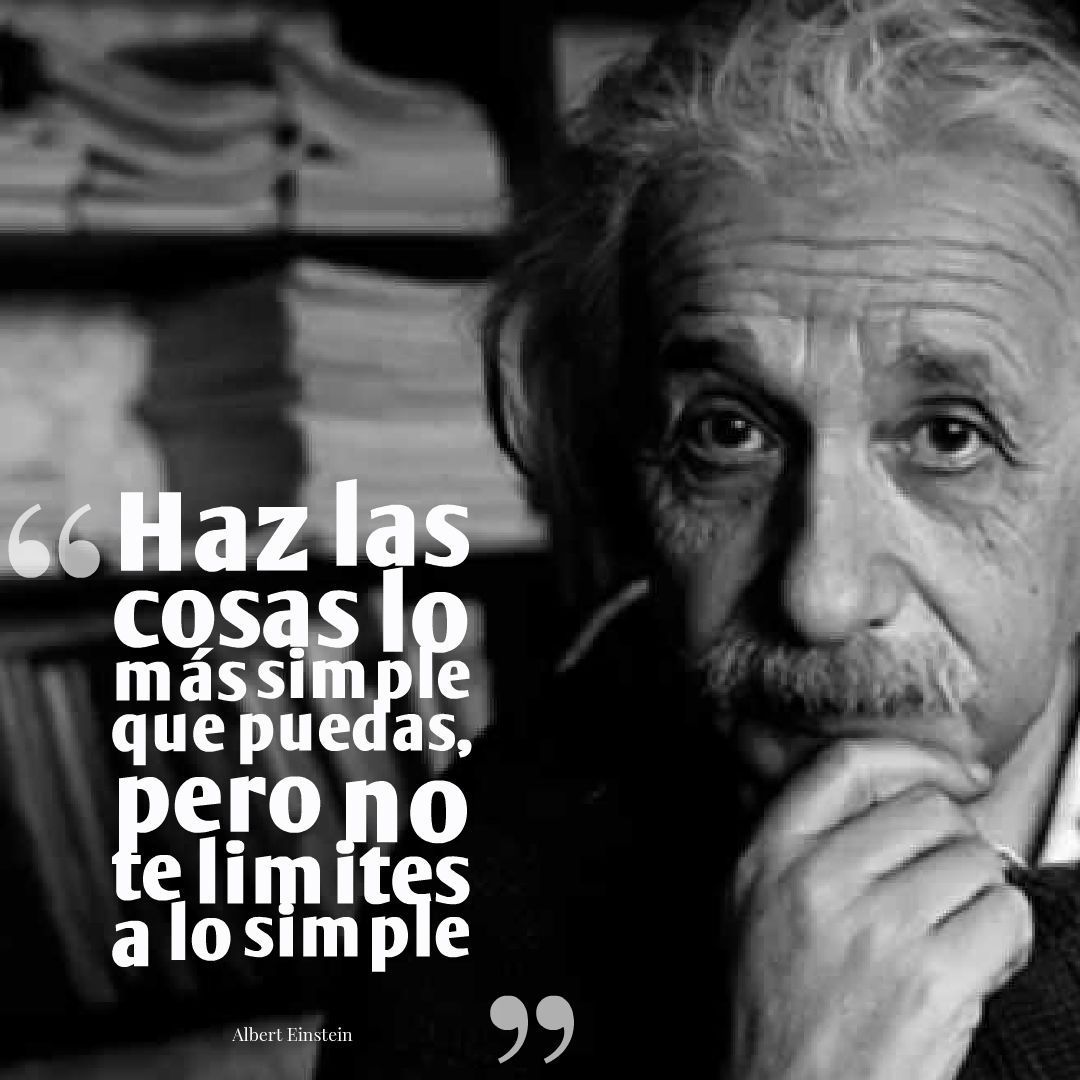 “ Haz las
cosas lo
más simple
que puedas,
pero no
te limites
a lo simple
”
Albert Einstein